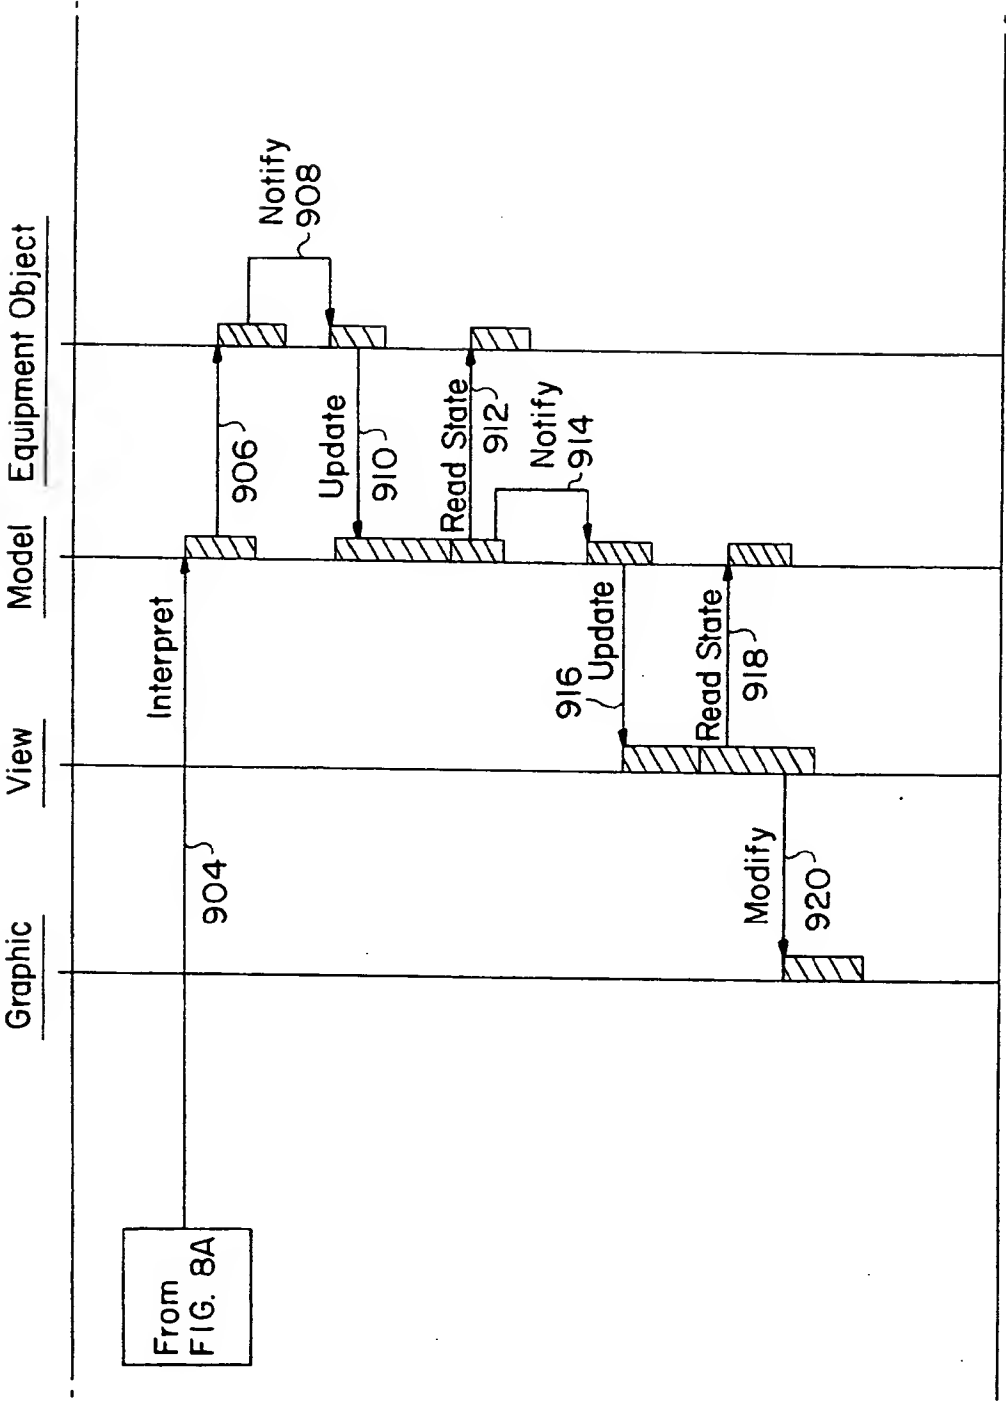 Graphic
View
Model
Equipment Object
From
FIG. 8A
Interpret
904
906
Notify
908
Update
910
Read State
912
Notify
914
916
Update
Read State
918
Modify
920